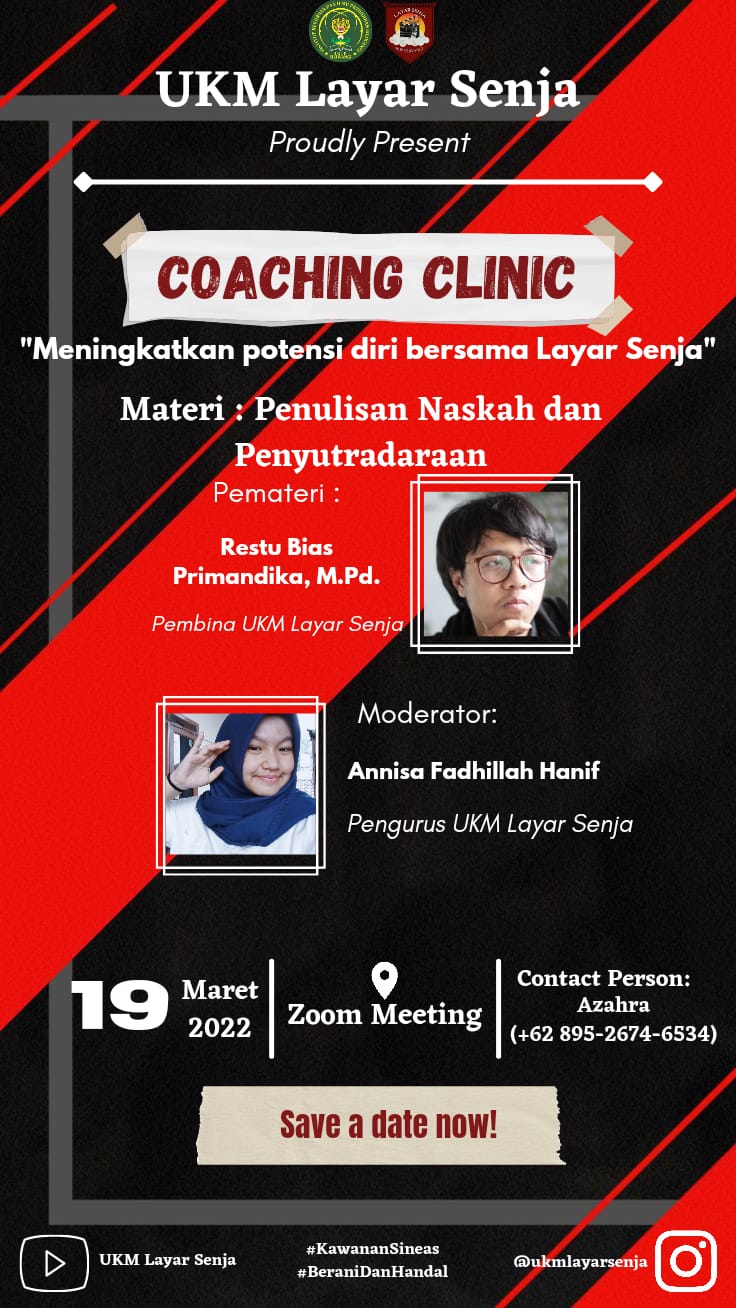 LAYAR SENJA
UKM Layar Senja
Proudly Present
COACHING CLINIC
"Meningkatkan potensi diri bersama Layar Senja"
Materi : Penulisan Naskah dan
Penyutradaraan
Pemateri :
Restu Bias
Primandika, M.Pd.
Pembina UKM Layar Senja
Moderator:
Annisa Fadhillah Hanif
Pengurus UKM Layar Senja
19
Maret
2022
Zoom Meeting
Contact Person:
Azahra
(+62 895-2674-6534)
Save a date now!
UKM Layar Senja
#KawananSineas
#BeraniDanHandal
@ukmlayarsenja